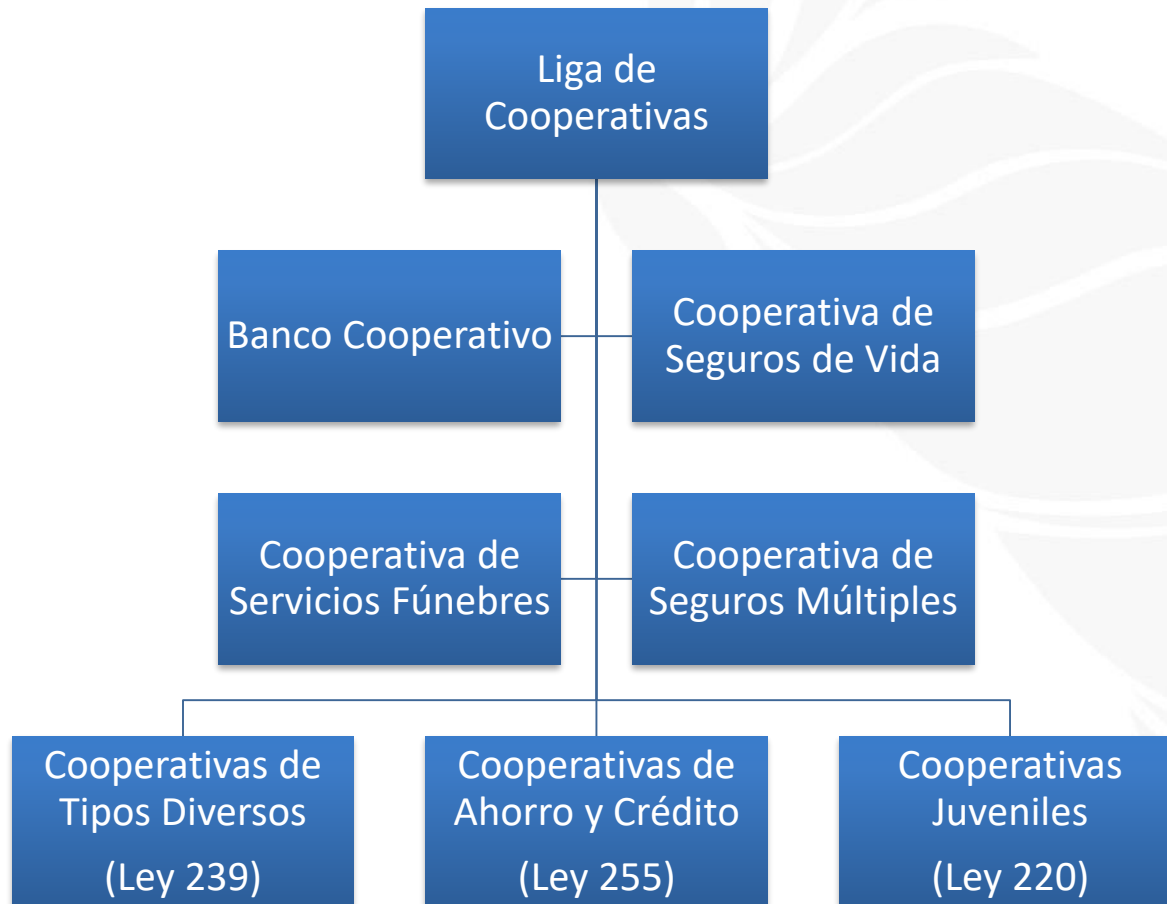 Liga de
Cooperativas
Banco Cooperativo
Cooperativa de
Seguros de Vida
Cooperativa de
Servicios Fúnebres
Cooperativa de
Seguros Múltiples
Cooperativas de
Tipos Diversos
(Ley 239)
Cooperativas de
Ahorro y Crédito
(Ley 255)
Cooperativas
Juveniles
(Ley 220)